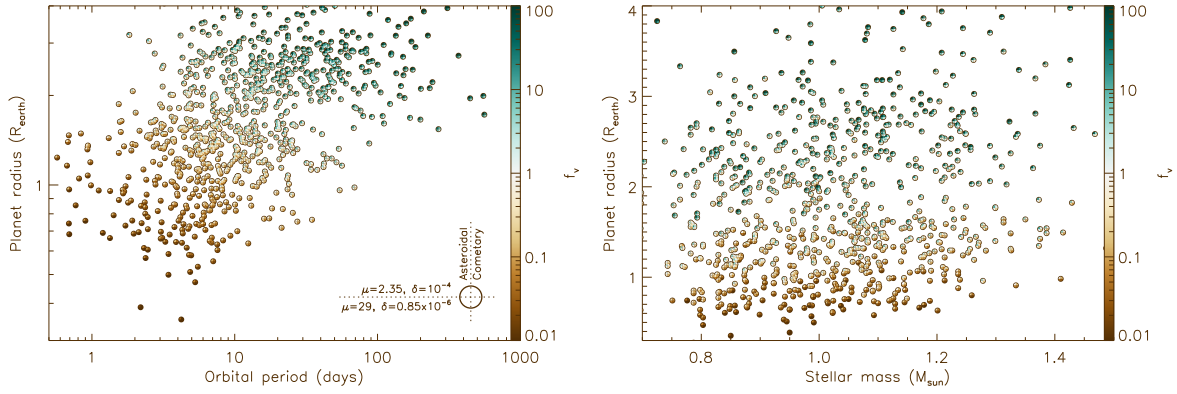 Planet radius (R_earth)
1
1
10
100
1000
Orbital period (days)
Asteroidal
Cometary
μ=2.35, δ=10⁻⁴
μ=29, δ=0.85x10⁻⁶
100
10
1
0.1
0.01
f_v
Planet radius (R_earth)
4
3
2
1
0.8
1.0
1.2
1.4
Stellar mass (M_sun)
100
10
1
0.1
0.01
f_v